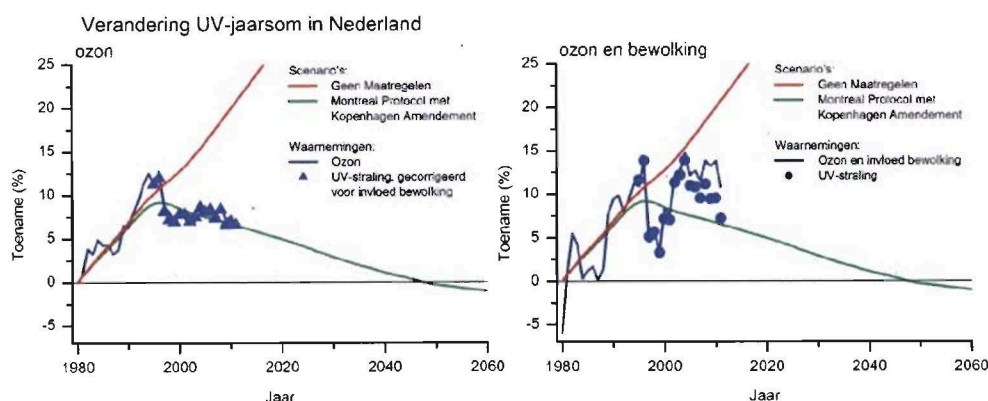 Verandering UV-jaarsom in Nederland
ozon
Toename (%)
25
20
15
10
5
0
-5
1980
2000
2020
2040
2060
Jaar
Scenario's:
Geen Maatregelen
Montreal Protocol met
Kopenhagen Amendement
Waarnemingen:
Ozon
UV-straling, gecorrigeerd
voor invloed bewolking
ozon en bewolking
Toename (%)
25
20
15
10
5
0
-5
1980
2000
2020
2040
2060
Jaar
Scenario's:
Geen Maatregelen
Montreal Protocol met
Kopenhagen Amendement
Waarnemingen:
Ozon en invloed bewolking
UV-straling